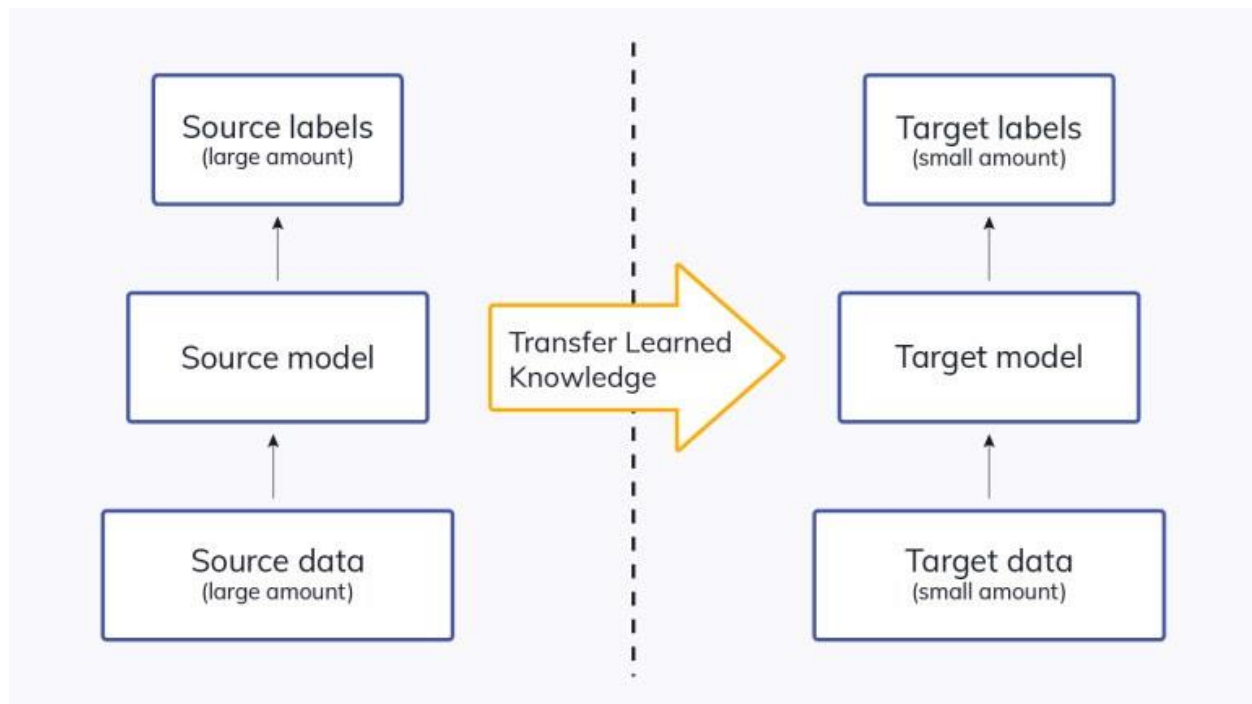 Source labels
(large amount)
Source model
Source data
(large amount)
Transfer Learned
Knowledge
Target labels
(small amount)
Target model
Target data
(small amount)